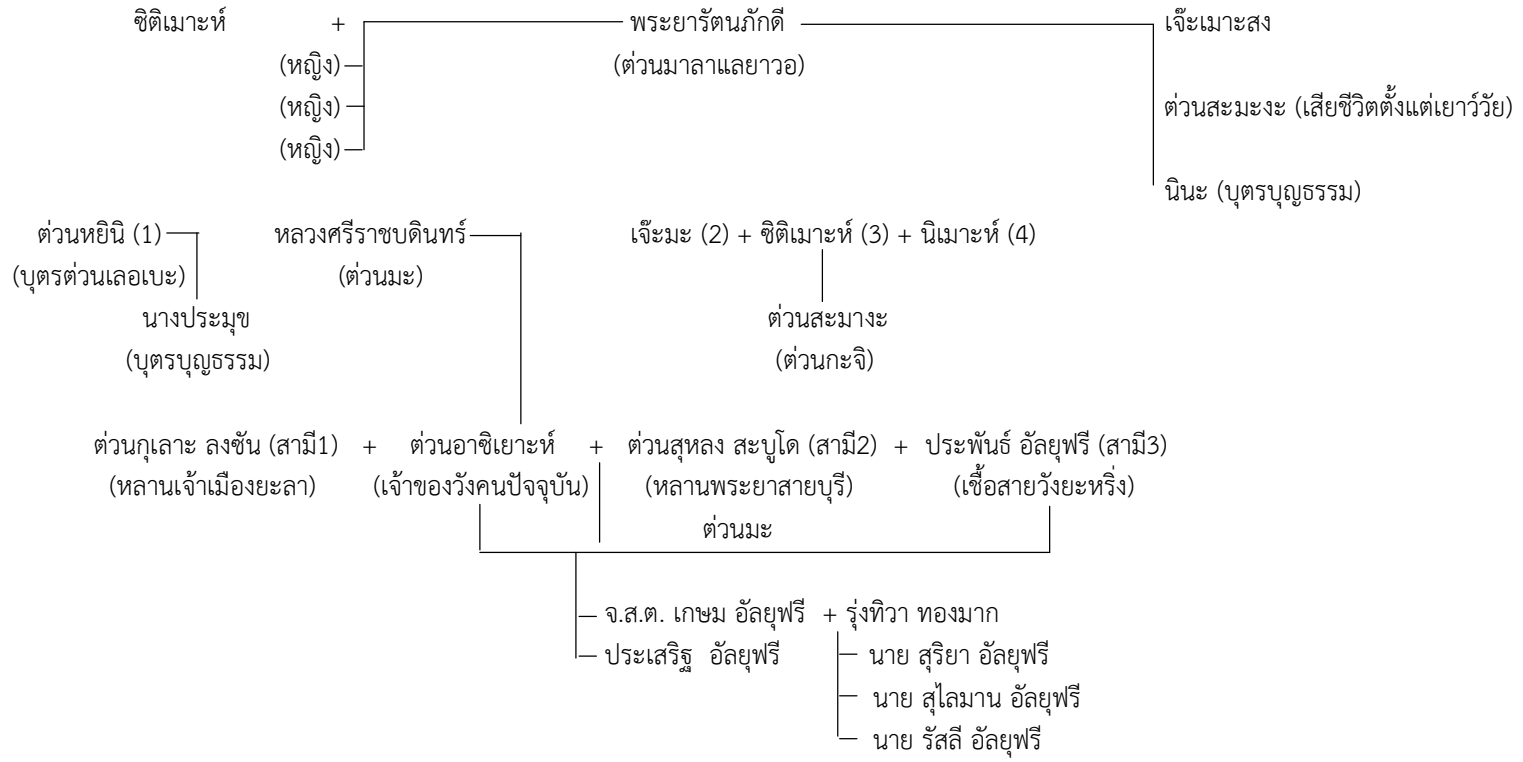 ซิติเมาะห์ + พระยารัตนภักดี เจ๊ะเมาะสง
(หญิง) (ต่วนมาลาแลยาวอ)
(หญิง) ต่วนสะมะงะ (เสียชีวิตตั้งแต่เยาว์วัย)
(หญิง)
นินะ (บุตรบุญธรรม)
ต่วนหยินิ (1) หลวงศรีราชบดินทร์ เจ๊ะมะ (2) + ซิติเมาะห์ (3) + นิเมาะห์ (4)
(บุตรต่วนเลอเบะ) (ต่วนมะ)
นางประมุข ต่วนสะมางะ
(บุตรบุญธรรม) (ต่วนกะจิ)
ต่วนกุเลาะ ลงซัน (สามี1) + ต่วนอาซิเยาะห์ + ต่วนสุหลง สะบูโด (สามี2) + ประพันธ์ อัลยุฟรี (สามี3)
(หลานเจ้าเมืองยะลา) (เจ้าของวังคนปัจจุบัน) (หลานพระยาสายบุรี) (เชื้อสายวังยะหริ่ง)
ต่วนมะ
จ.ส.ต. เกษม อัลยุฟรี + รุ่งทิวา ทองมาก
ประเสริฐ อัลยุฟรี นาย สุริยา อัลยุฟรี
นาย สุไลมาน อัลยุฟรี
นาย รัสลี อัลยุฟรี